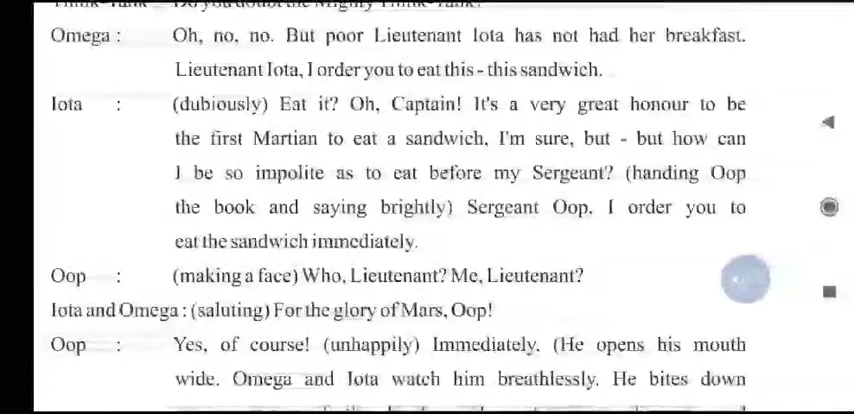 Omega : Oh, no, no. But poor Lieutenant Iota has not had her breakfast.
Lieutenant Iota, I order you to eat this - this sandwich.
Iota : (dubiously) Eat it? Oh, Captain! It's a very great honour to be
the first Martian to eat a sandwich, I'm sure, but - but how can
I be so impolite as to eat before my Sergeant? (handing Oop
the book and saying brightly) Sergeant Oop, I order you to
eat the sandwich immediately.
Oop : (making a face) Who, Lieutenant? Me, Lieutenant?
Iota and Omega : (saluting) For the glory of Mars, Oop!
Oop : Yes, of course! (unhappily) Immediately. (He opens his mouth
wide. Omega and Iota watch him breathlessly. He bites down